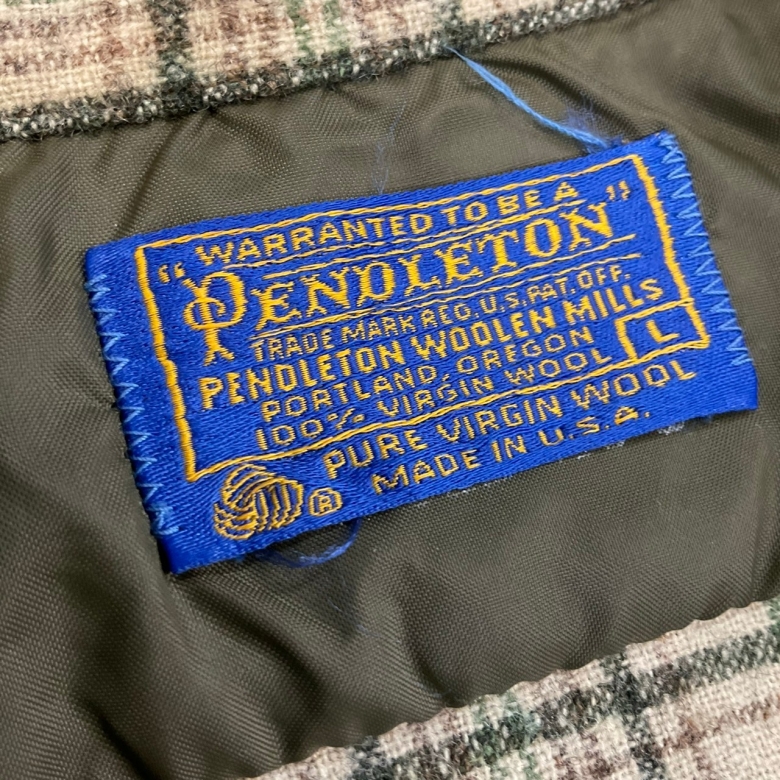 "WARRANTED TO BE A
PENDLETON"
TRADE MARK REG. U.S. PAT. OFF.
PENDLETON WOOLEN MILLS
PORTLAND, OREGON
100% VIRGIN WOOL
L
PURE VIRGIN WOOL
® MADE IN U.S.A.